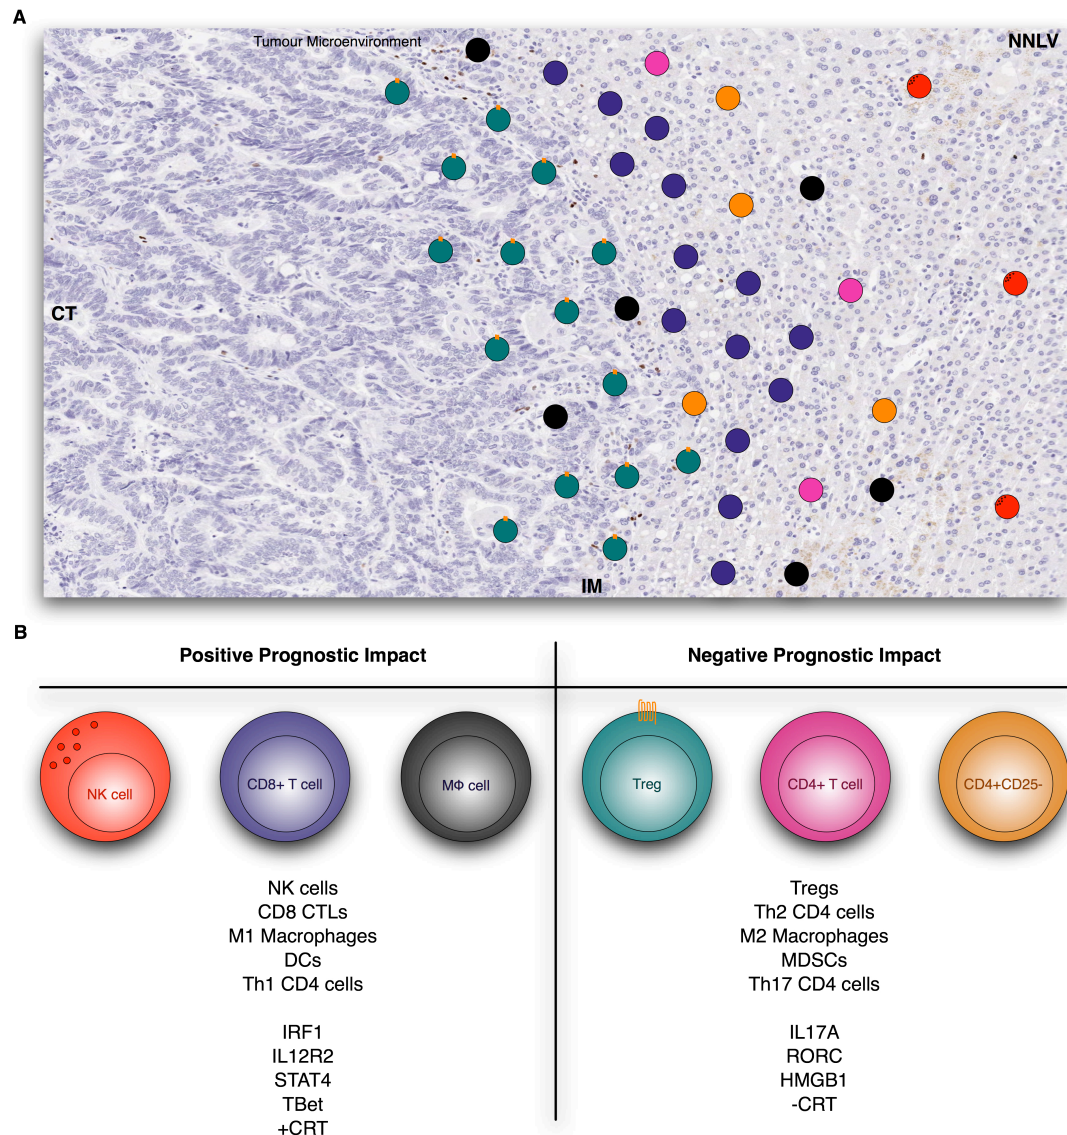 A
Tumour Microenvironment
NNLV
CT
IM
B
Positive Prognostic Impact
Negative Prognostic Impact
NK cell
CD8+ T cell
MΦ cell
Treg
CD4+ T cell
CD4+CD25-
NK cells
CD8 CTLs
M1 Macrophages
DCs
Th1 CD4 cells
IRF1
IL12R2
STAT4
TBet
+CRT
Tregs
Th2 CD4 cells
M2 Macrophages
MDSCs
Th17 CD4 cells
IL17A
RORC
HMGB1
-CRT